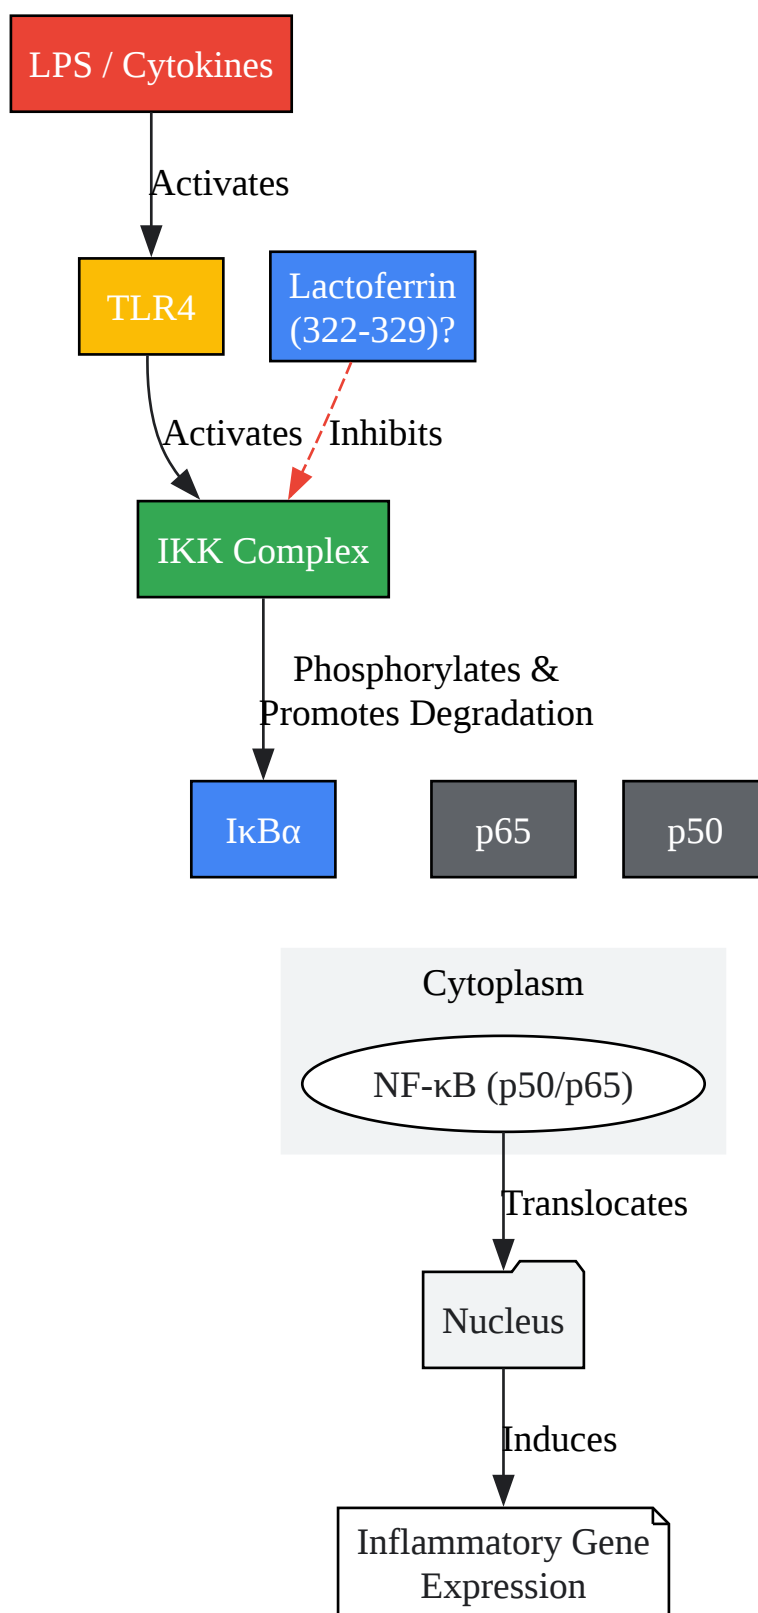 LPS / Cytokines
Activates
TLR4
Lactoferrin
(322-329)?
Activates
Inhibits
IKK Complex
Phosphorylates &
Promotes Degradation
IκBα
p65
p50
Cytoplasm
NF-κB (p50/p65)
Translocates
Nucleus
Induces
Inflammatory Gene
Expression